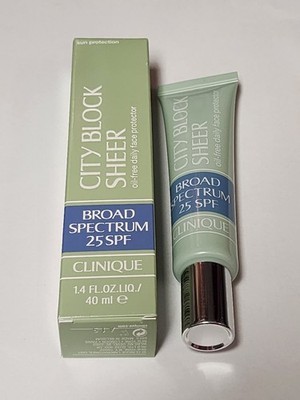 sun protection
CITY BLOCK
SHEER
oil-free daily face protector
BROAD
SPECTRUM
25 SPF
CLINIQUE
1.4 FL.OZ.LIQ./
40 ml e
CITY BLOCK
SHEER
oil-free daily face protector
BROAD
SPECTRUM
25 SPF
CLINIQUE